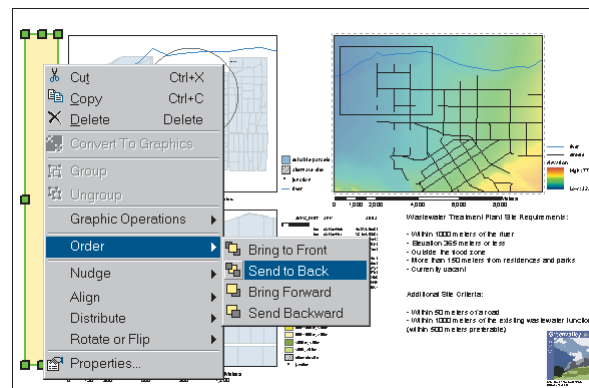 Cut Ctrl+X
Copy Ctrl+C
Delete Delete
Convert To Graphics
Group
Ungroup
Graphic Operations
Order
Nudge
Align
Distribute
Rotate or Flip
Properties...
Bring to Front
Send to Back
Bring Forward
Send Backward
river
elevation
Wastewater Treatment Plant Site Requirements:
- Within 1000 meters of the river
- Elevation 365 meters or less
- Outside the flood zone
- More than 150 meters from residences and parks
- Currently vacant
Additional Site Criteria:
- Within 50 meters of a road
- Within 1000 meters of the existing wastewater junction
(within 500 meters preferable)
Greenvalley